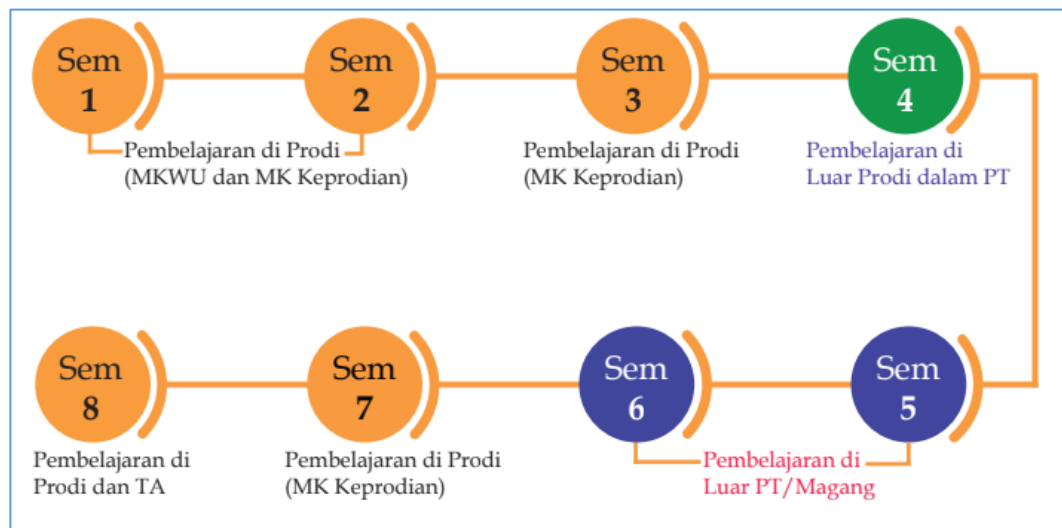 Sem
1
Sem
2
Sem
3
Sem
4
Pembelajaran di Prodi
(MKWU dan MK Keprodian)
Pembelajaran di Prodi
(MK Keprodian)
Pembelajaran di
Luar Prodi dalam PT
Sem
8
Sem
7
Sem
6
Sem
5
Pembelajaran di
Prodi dan TA
Pembelajaran di Prodi
(MK Keprodian)
Pembelajaran di
Luar PT/Magang